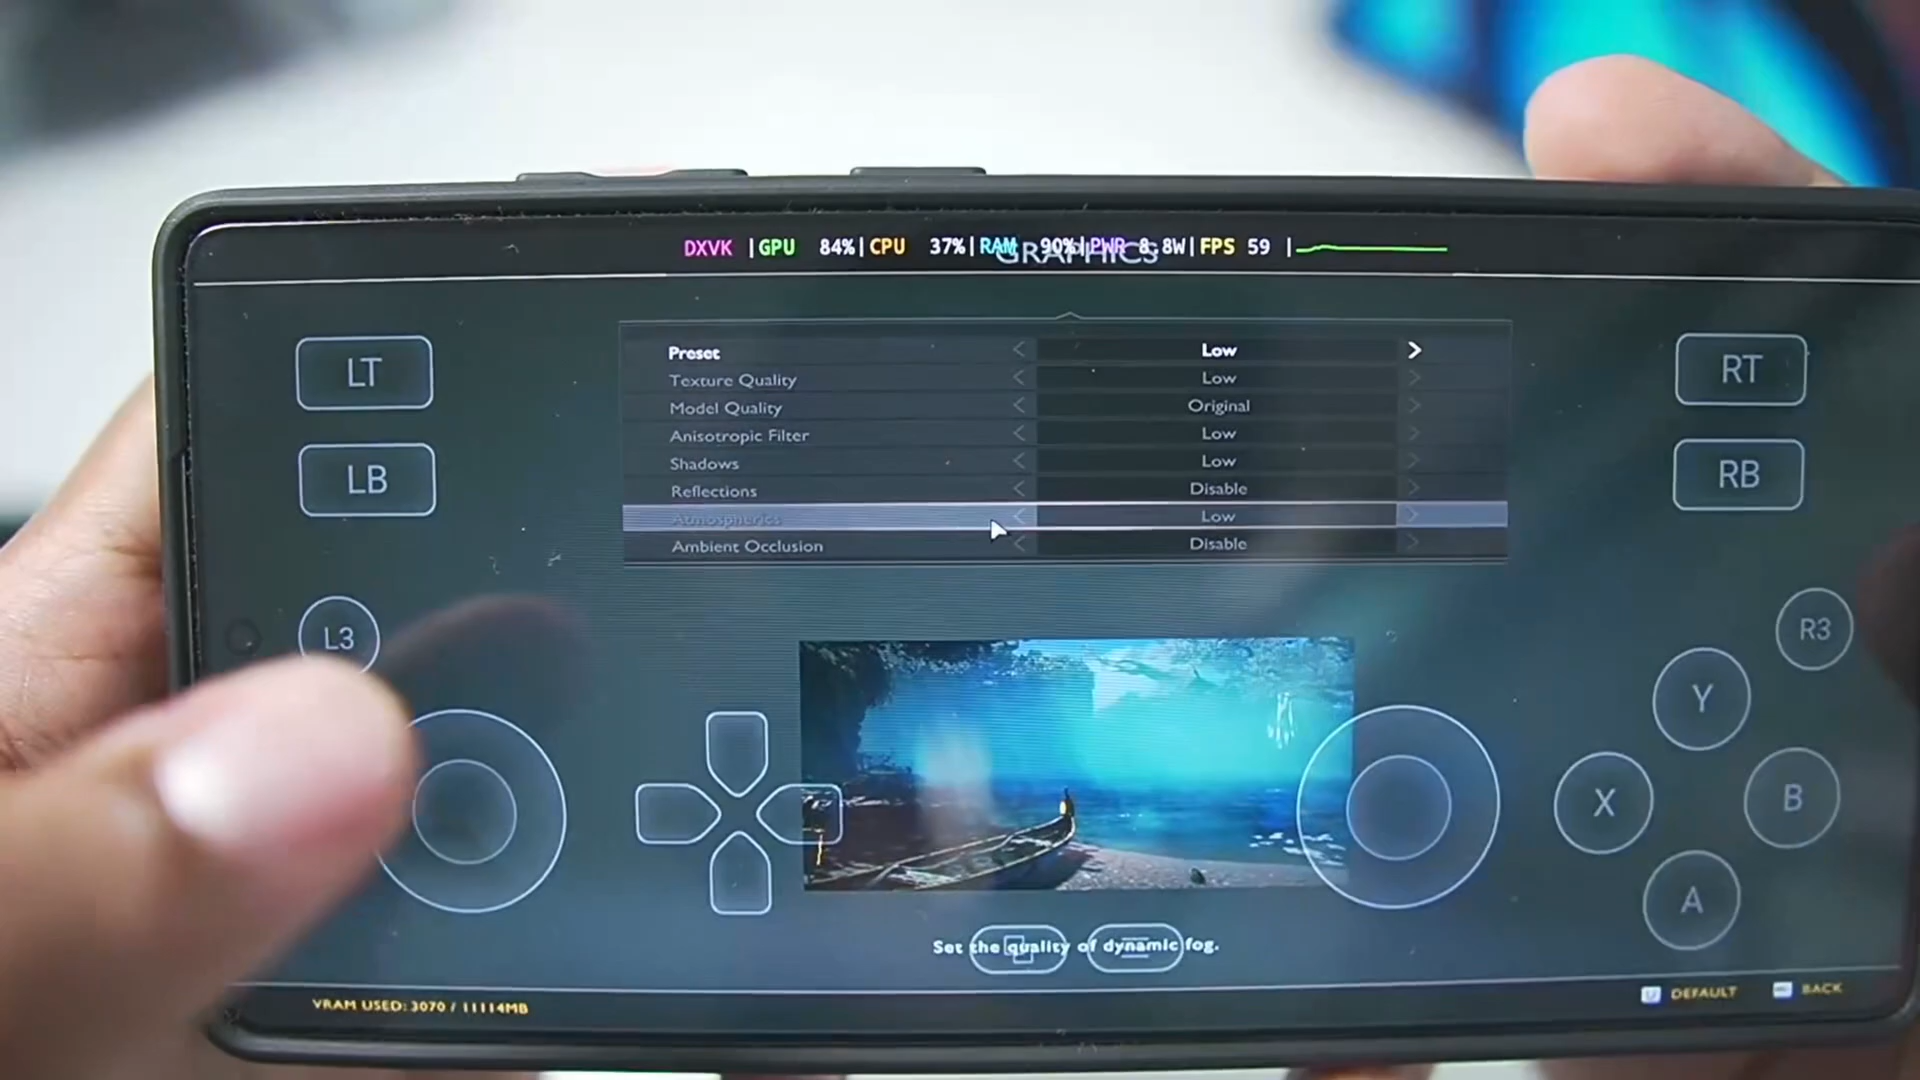 DXVK |GPU 84%|CPU 37%|RAM 90%|PWR 8.8W|FPS 59 |
GRAPHICS
LT
RT
LB
RB
Preset < Low >
Texture Quality < Low >
Model Quality < Original >
Anisotropic Filter < Low >
Shadows < Low >
Reflections < Disable >
Atmospherics < Low >
Ambient Occlusion < Disable >
L3
R3
Y
X
B
A
Set the quality of dynamic fog.
VRAM USED: 3070 / 11114MB
DEFAULT
BACK